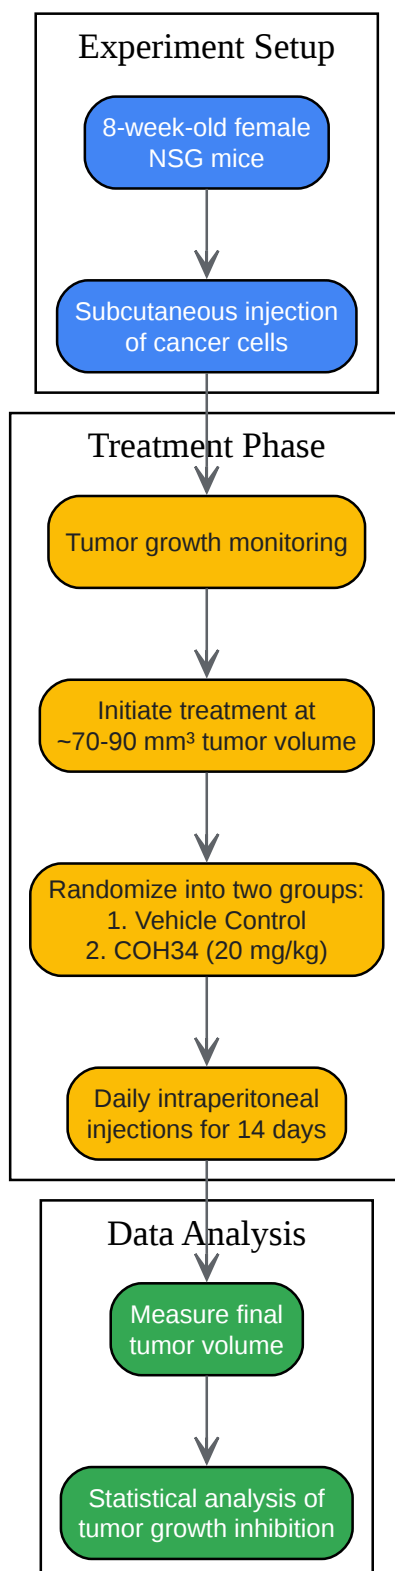 Experiment Setup
8-week-old female
NSG mice
Subcutaneous injection
of cancer cells
Treatment Phase
Tumor growth monitoring
Initiate treatment at
~70-90 mm³ tumor volume
Randomize into two groups:
1. Vehicle Control
2. COH34 (20 mg/kg)
Daily intraperitoneal
injections for 14 days
Data Analysis
Measure final
tumor volume
Statistical analysis of
tumor growth inhibition